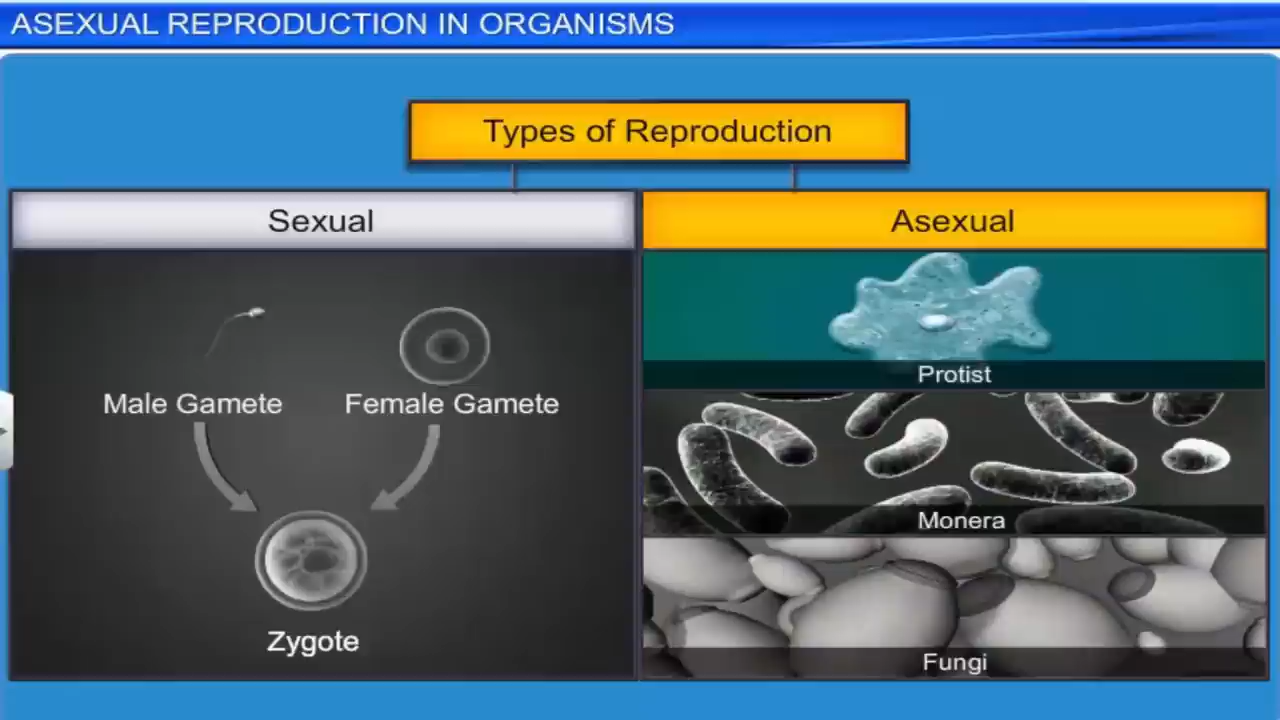 ASEXUAL REPRODUCTION IN ORGANISMS
Types of Reproduction
Sexual
Asexual
Male Gamete
Female Gamete
Zygote
Protist
Monera
Fungi